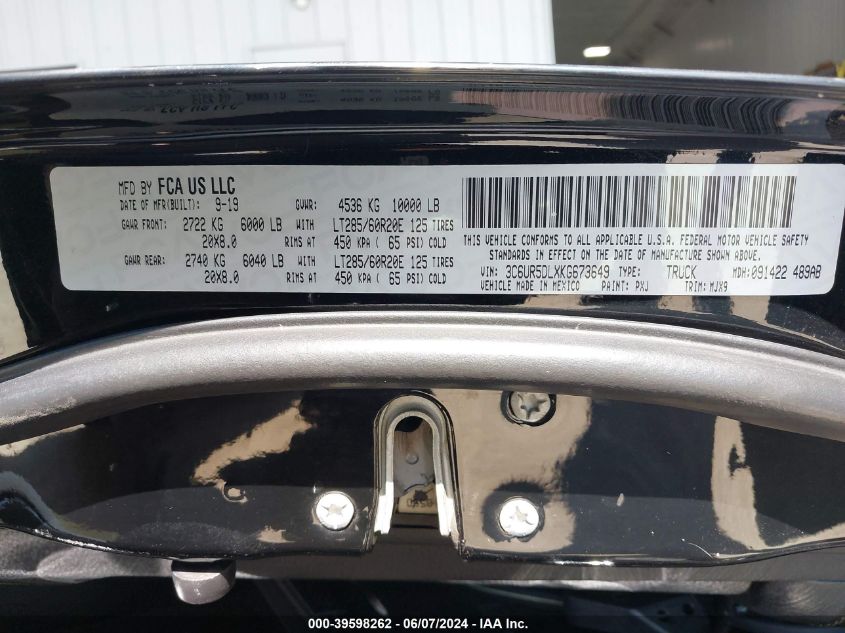 MFD BY FCA US LLC
DATE OF MFR(BUILT): 9-19 GVWR: 4536 KG 10000 LB
GAWR FRONT: 2722 KG 6000 LB WITH LT285/60R20E 125 TIRES
20X8.0 RIMS AT 450 KPA ( 65 PSI) COLD
GAWR REAR: 2740 KG 6040 LB WITH LT285/60R20E 125 TIRES
20X8.0 RIMS AT 450 KPA ( 65 PSI) COLD
THIS VEHICLE CONFORMS TO ALL APPLICABLE U.S.A. FEDERAL MOTOR VEHICLE SAFETY
STANDARDS IN EFFECT ON THE DATE OF MANUFACTURE SHOWN ABOVE.
VIN: 3C6UR5DLXKG673649 TYPE: TRUCK MDH: 091422 489AB
VEHICLE MADE IN MEXICO PAINT: PXJ TRIM: MJX9
000-39598262 - 06/07/2024 - IAA Inc.